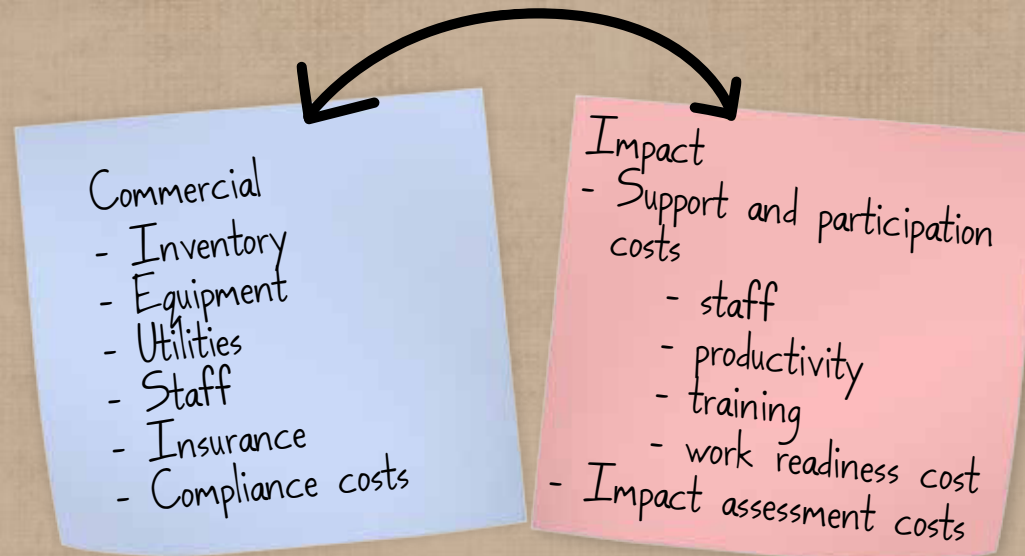 Commercial
- Inventory
- Equipment
- Utilities
- Staff
- Insurance
- Compliance costs
Impact
- Support and participation
costs
- staff
- productivity
- training
- work readiness cost
- Impact assessment costs